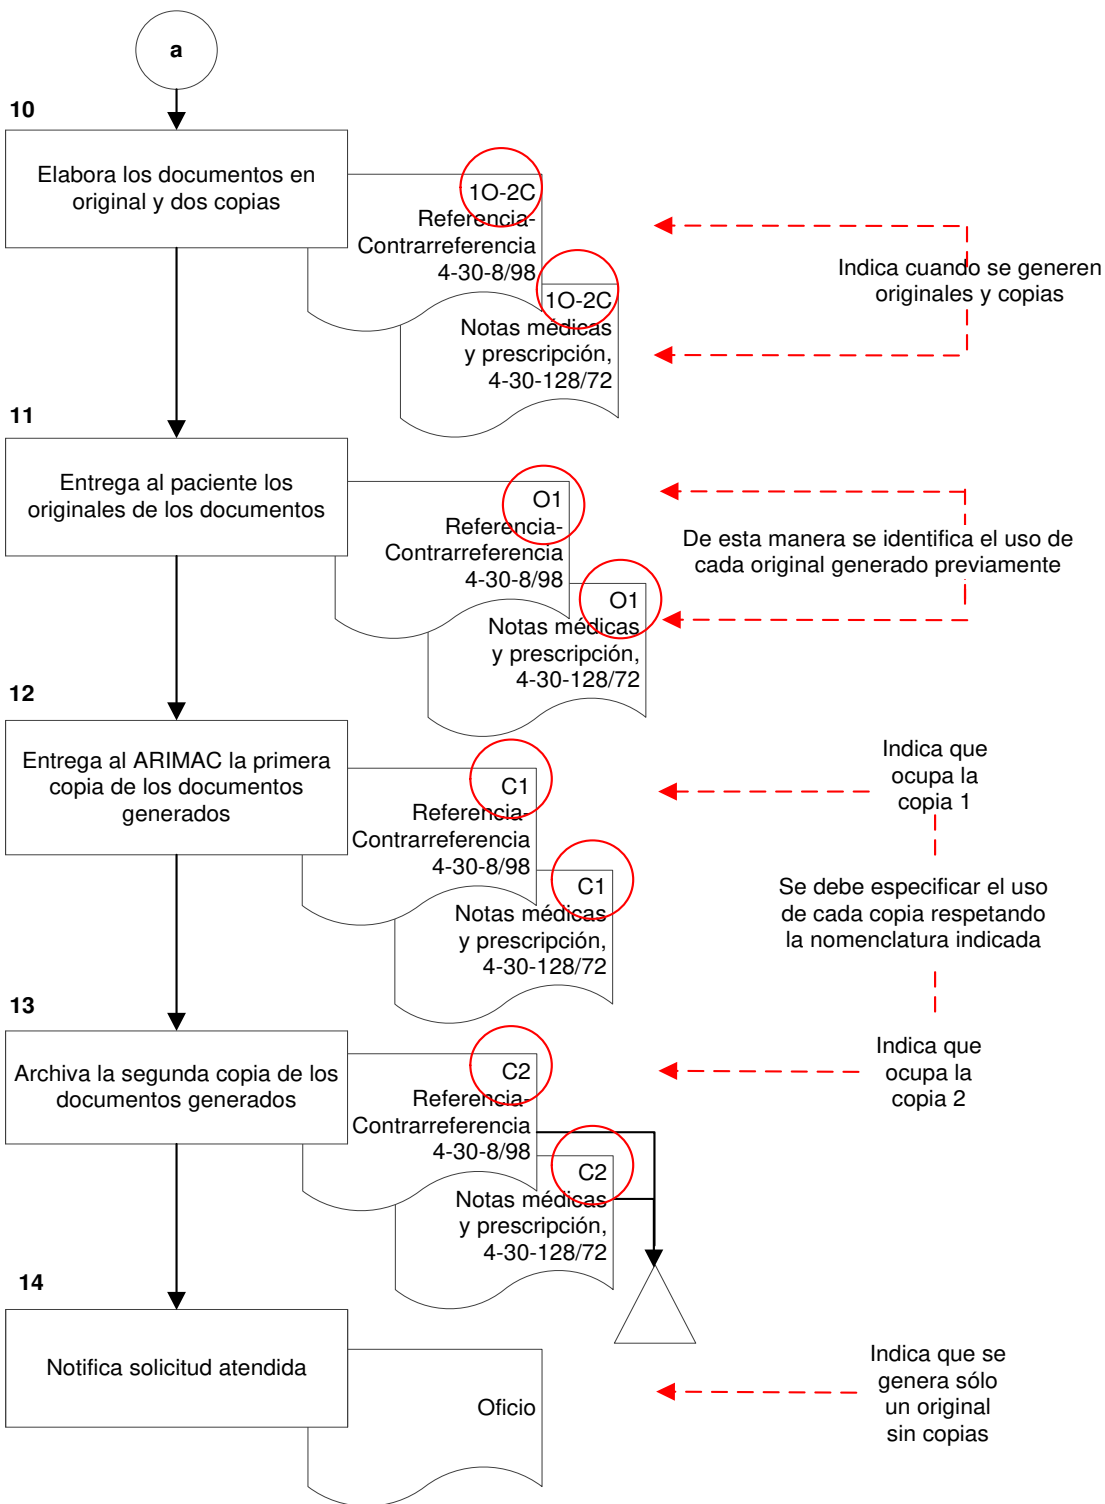 a
10
Elabora los documentos en
original y dos copias
1O-2C
Referencia-
Contrarreferencia
4-30-8/98
1O-2C
Notas médicas
y prescripción,
4-30-128/72
Indica cuando se generen
originales y copias
11
Entrega al paciente los
originales de los documentos
O1
Referencia-
Contrarreferencia
4-30-8/98
O1
Notas médicas
y prescripción,
4-30-128/72
De esta manera se identifica el uso de
cada original generado previamente
12
Entrega al ARIMAC la primera
copia de los documentos
generados
C1
Referencia-
Contrarreferencia
4-30-8/98
C1
Notas médicas
y prescripción,
4-30-128/72
Indica que
ocupa la
copia 1
Se debe especificar el uso
de cada copia respetando
la nomenclatura indicada
13
Archiva la segunda copia de los
documentos generados
C2
Referencia-
Contrarreferencia
4-30-8/98
C2
Notas médicas
y prescripción,
4-30-128/72
Indica que
ocupa la
copia 2
14
Notifica solicitud atendida
Oficio
Indica que se
genera sólo
un original
sin copias